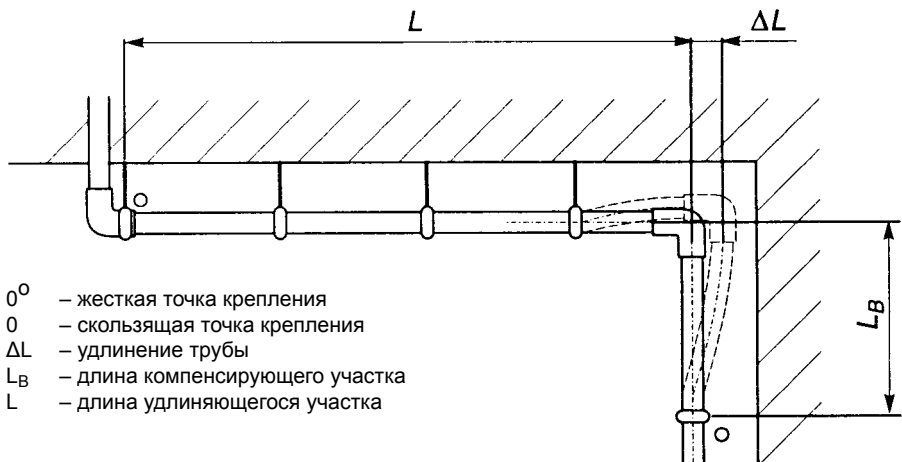 L ΔL
L_B
0° – жесткая точка крепления
0 – скользящая точка крепления
ΔL – удлинение трубы
L_B – длина компенсирующего участка
L – длина удлиняющегося участка